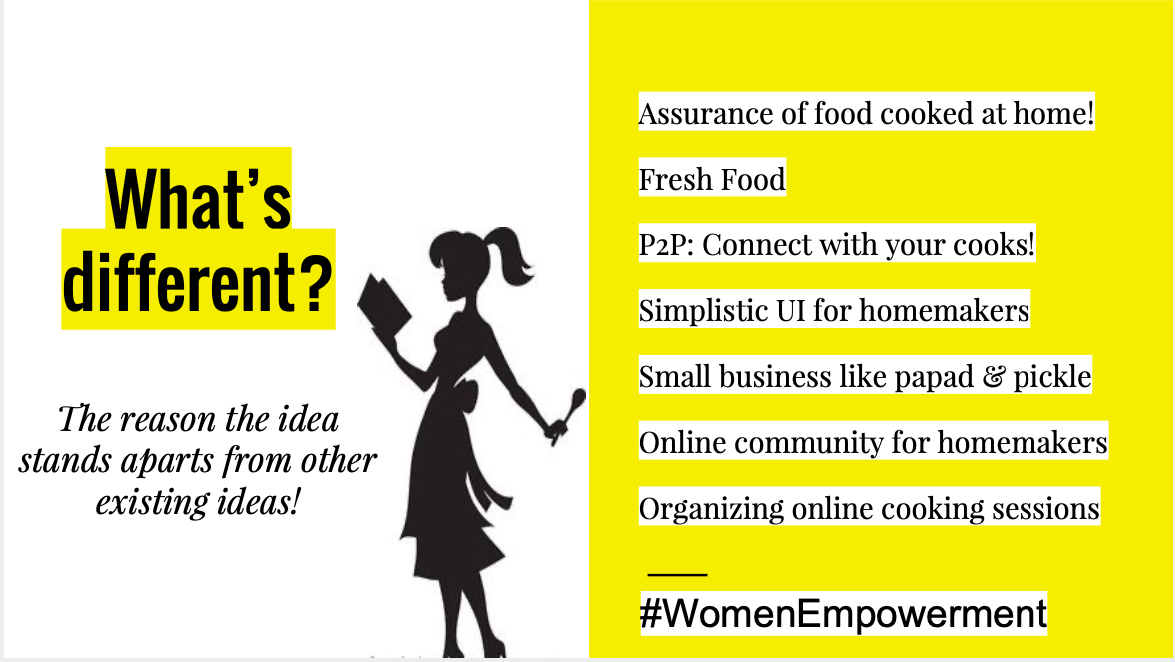 What's
different?
The reason the idea
stands aparts from other
existing ideas!
Assurance of food cooked at home!
Fresh Food
P2P: Connect with your cooks!
Simplistic UI for homemakers
Small business like papad & pickle
Online community for homemakers
Organizing online cooking sessions
#WomenEmpowerment